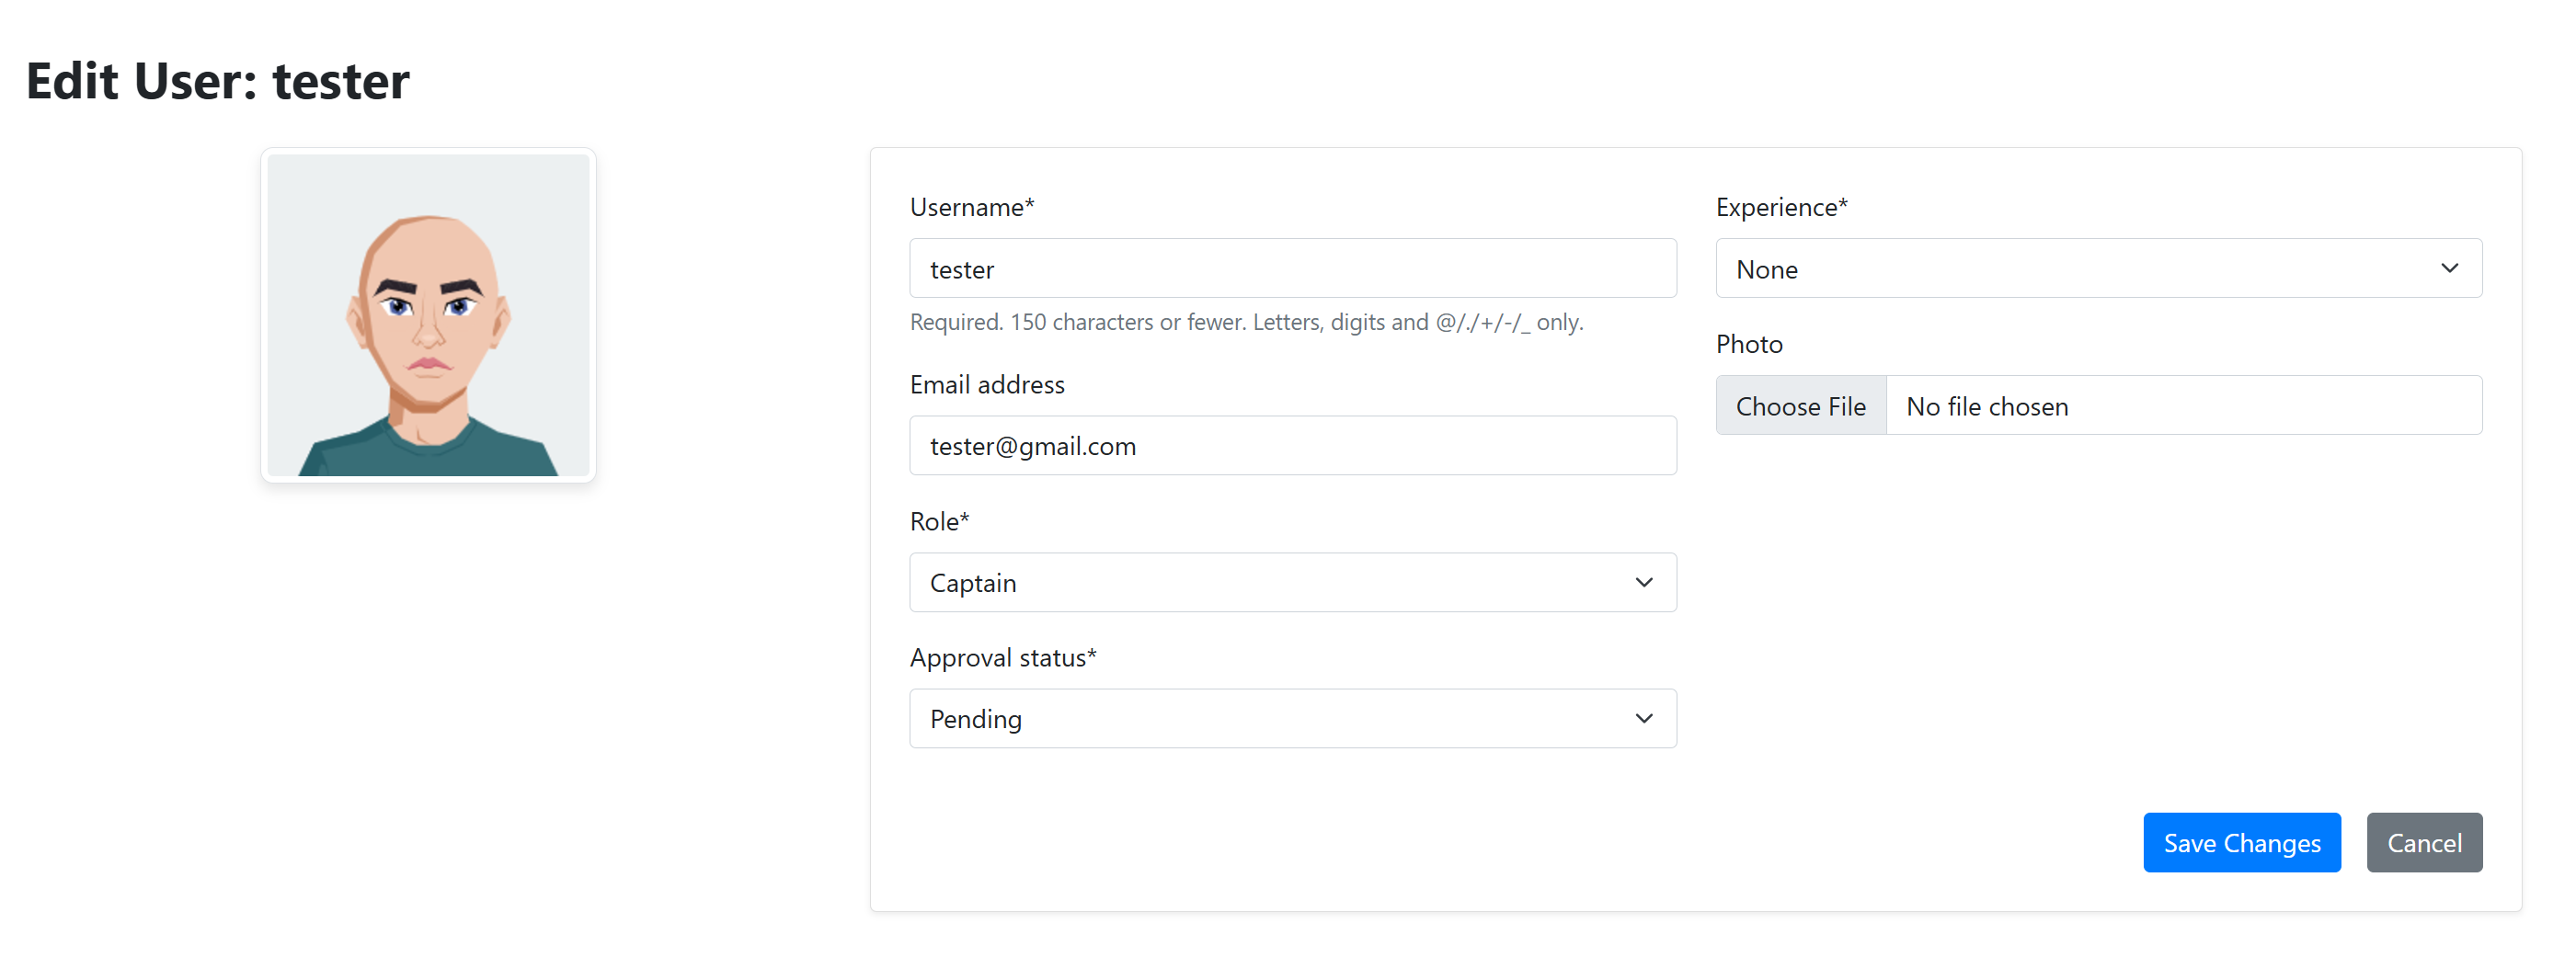 Edit User: tester
Username*
tester
Required. 150 characters or fewer. Letters, digits and @/./+/-/_ only.
Email address
tester@gmail.com
Role*
Captain
Approval status*
Pending
Experience*
None
Photo
Choose File No file chosen
Save Changes Cancel